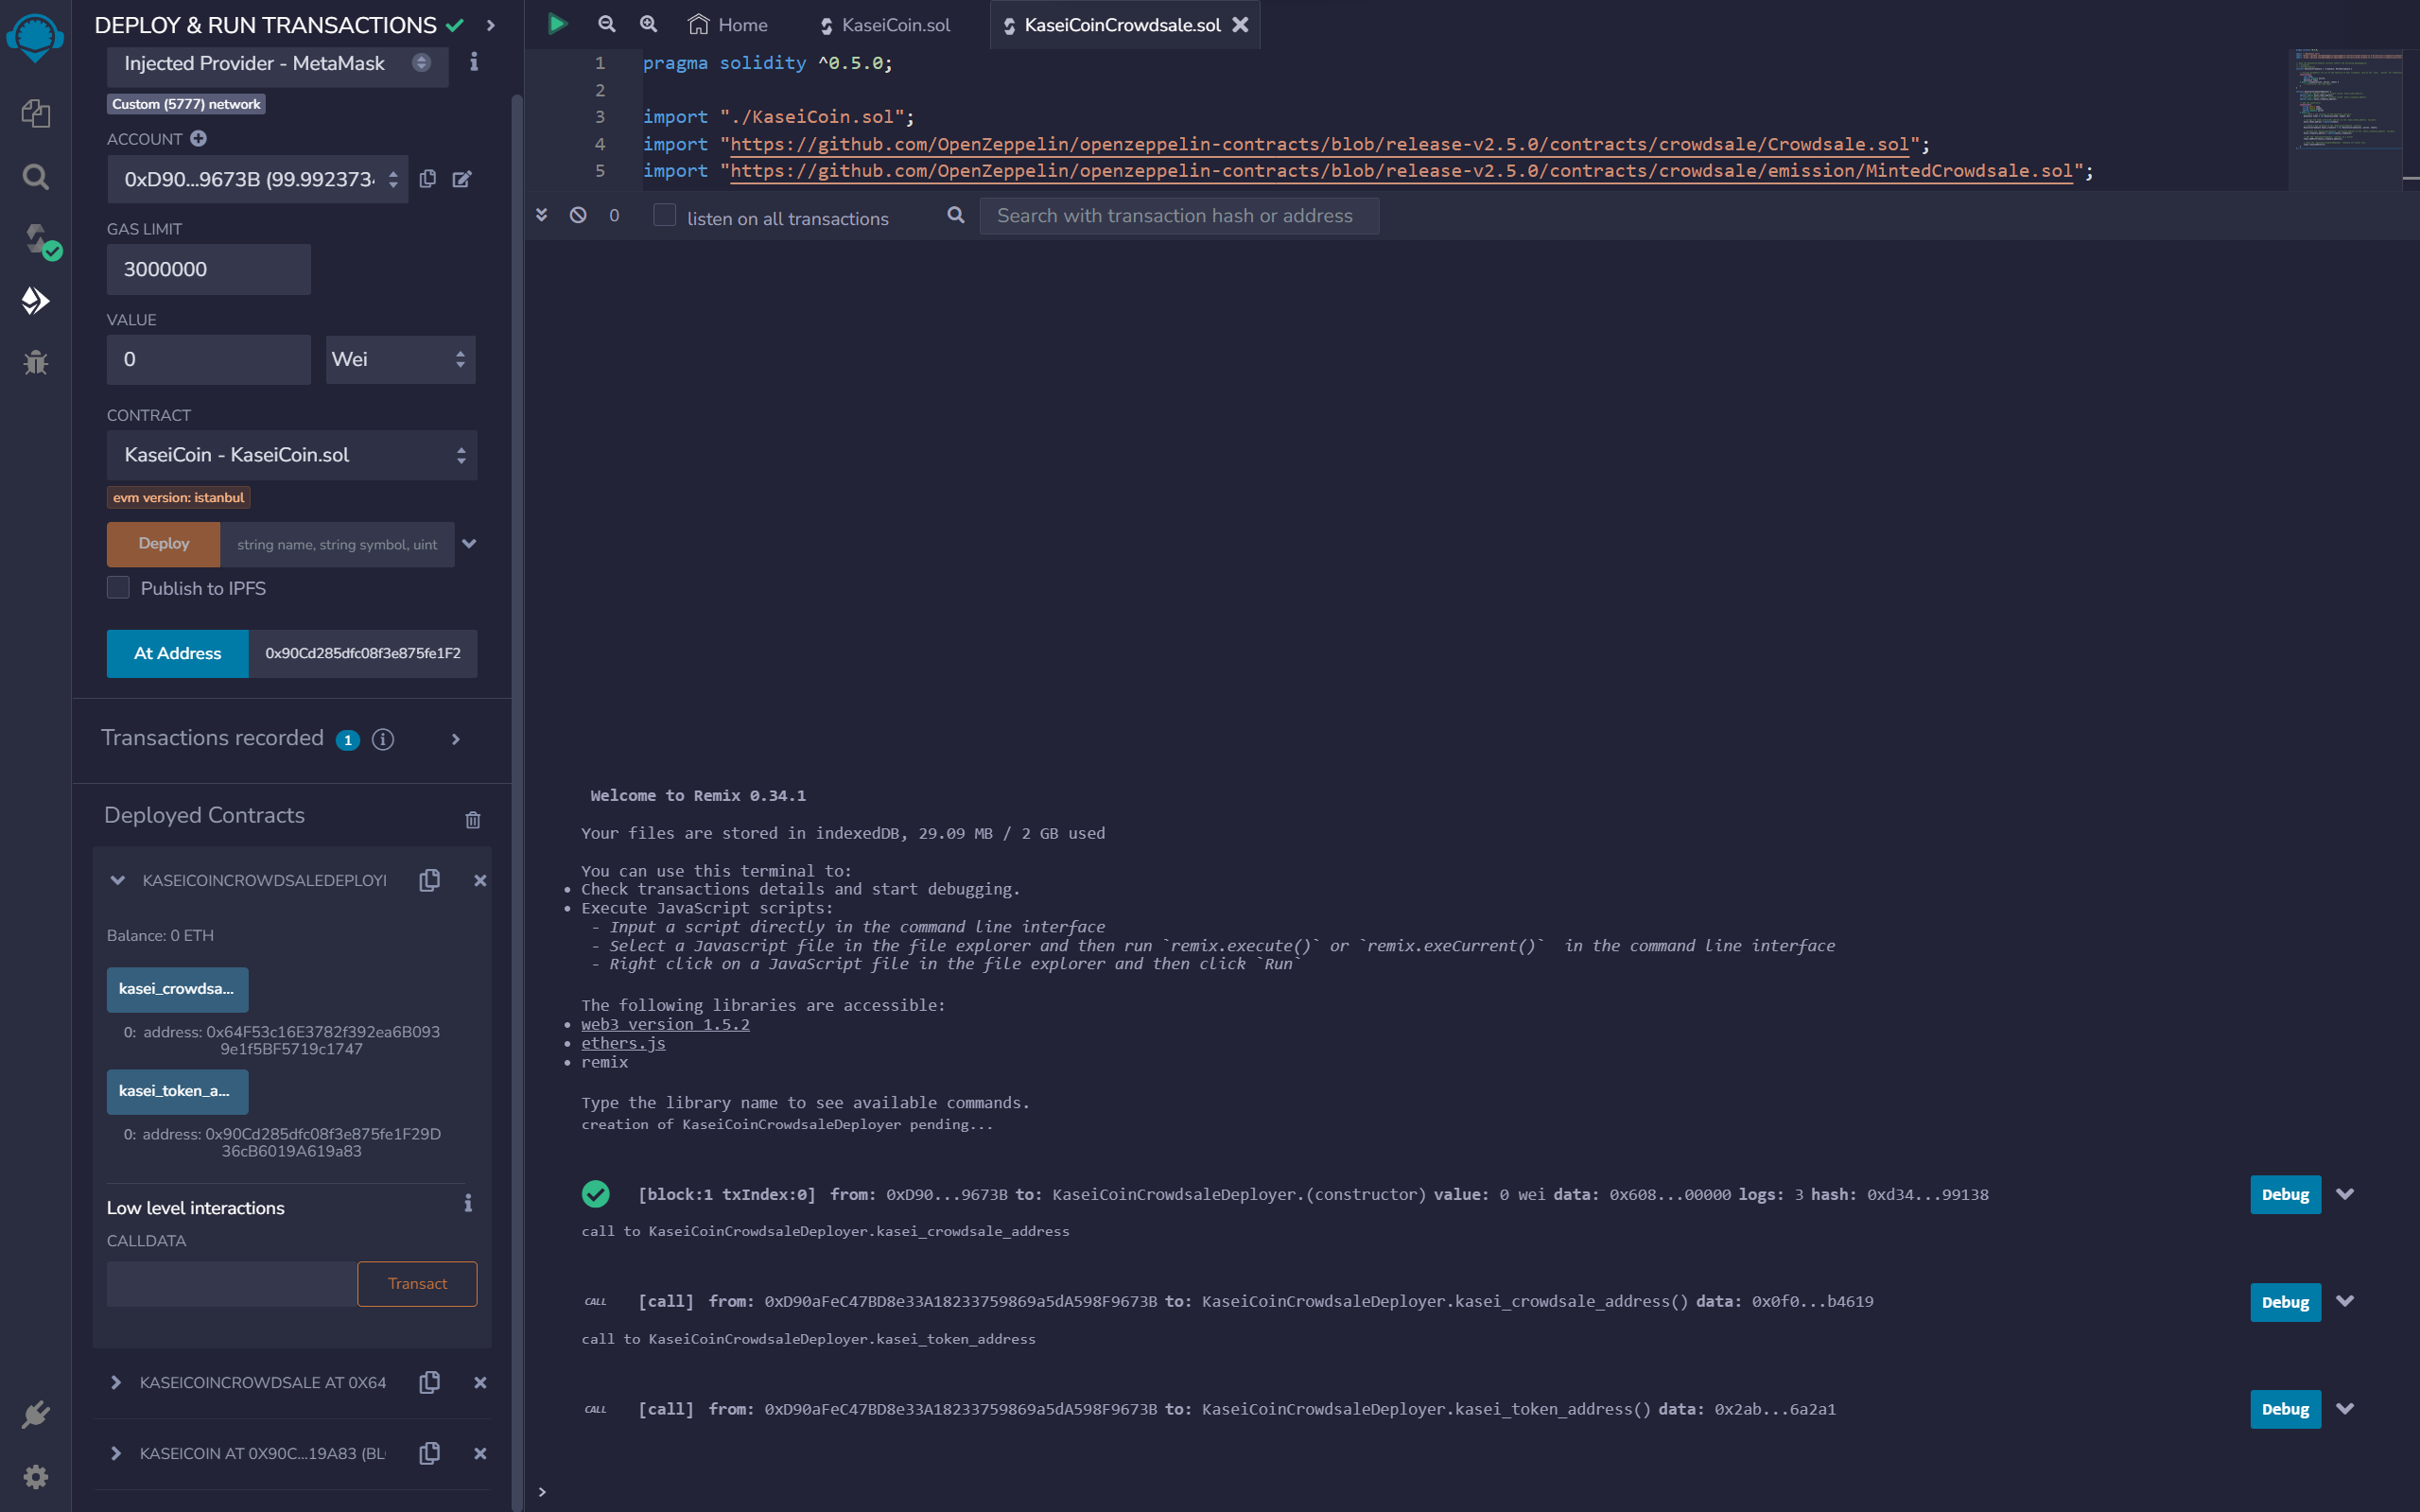 DEPLOY & RUN TRANSACTIONS
Injected Provider - MetaMask
Custom (5777) network
ACCOUNT
0xD90...9673B (99.992373
GAS LIMIT
3000000
VALUE
0
Wei
CONTRACT
KaseiCoin - KaseiCoin.sol
evm version: istanbul
Deploy
string name, string symbol, uint
Publish to IPFS
At Address
0x90Cd285dfc08f3e875fe1F2
Transactions recorded 1
Deployed Contracts
KASEICOINCROWDSALEDEPLOYI
Balance: 0 ETH
kasei_crowdsa...
0: address: 0x64F53c16E3782f392ea6B093
9e1f5BF5719c1747
kasei_token_a...
0: address: 0x90Cd285dfc08f3e875fe1F29D
36cB6019A619a83
Low level interactions
CALLDATA
Transact
KASEICOINCROWDSALE AT 0X64
KASEICOIN AT 0X90C...19A83 (BL
Home
KaseiCoin.sol
KaseiCoinCrowdsale.sol
1 pragma solidity ^0.5.0;
2
3 import "./KaseiCoin.sol";
4 import "https://github.com/OpenZeppelin/openzeppelin-contracts/blob/release-v2.5.0/contracts/crowdsale/Crowdsale.sol";
5 import "https://github.com/OpenZeppelin/openzeppelin-contracts/blob/release-v2.5.0/contracts/crowdsale/emission/MintedCrowdsale.sol";
0
listen on all transactions
Search with transaction hash or address
Welcome to Remix 0.34.1
Your files are stored in indexedDB, 29.09 MB / 2 GB used
You can use this terminal to:
• Check transactions details and start debugging.
• Execute JavaScript scripts:
- Input a script directly in the command line interface
- Select a Javascript file in the file explorer and then run `remix.execute()` or `remix.exeCurrent()` in the command line interface
- Right click on a JavaScript file in the file explorer and then click `Run`
The following libraries are accessible:
• web3 version 1.5.2
• ethers.js
• remix
Type the library name to see available commands.
creation of KaseiCoinCrowdsaleDeployer pending...
[block:1 txIndex:0] from: 0xD90...9673B to: KaseiCoinCrowdsaleDeployer.(constructor) value: 0 wei data: 0x608...00000 logs: 3 hash: 0xd34...99138
Debug
call to KaseiCoinCrowdsaleDeployer.kasei_crowdsale_address
CALL [call] from: 0xD90aFeC47BD8e33A18233759869a5dA598F9673B to: KaseiCoinCrowdsaleDeployer.kasei_crowdsale_address() data: 0x0f0...b4619
Debug
call to KaseiCoinCrowdsaleDeployer.kasei_token_address
CALL [call] from: 0xD90aFeC47BD8e33A18233759869a5dA598F9673B to: KaseiCoinCrowdsaleDeployer.kasei_token_address() data: 0x2ab...6a2a1
Debug
>